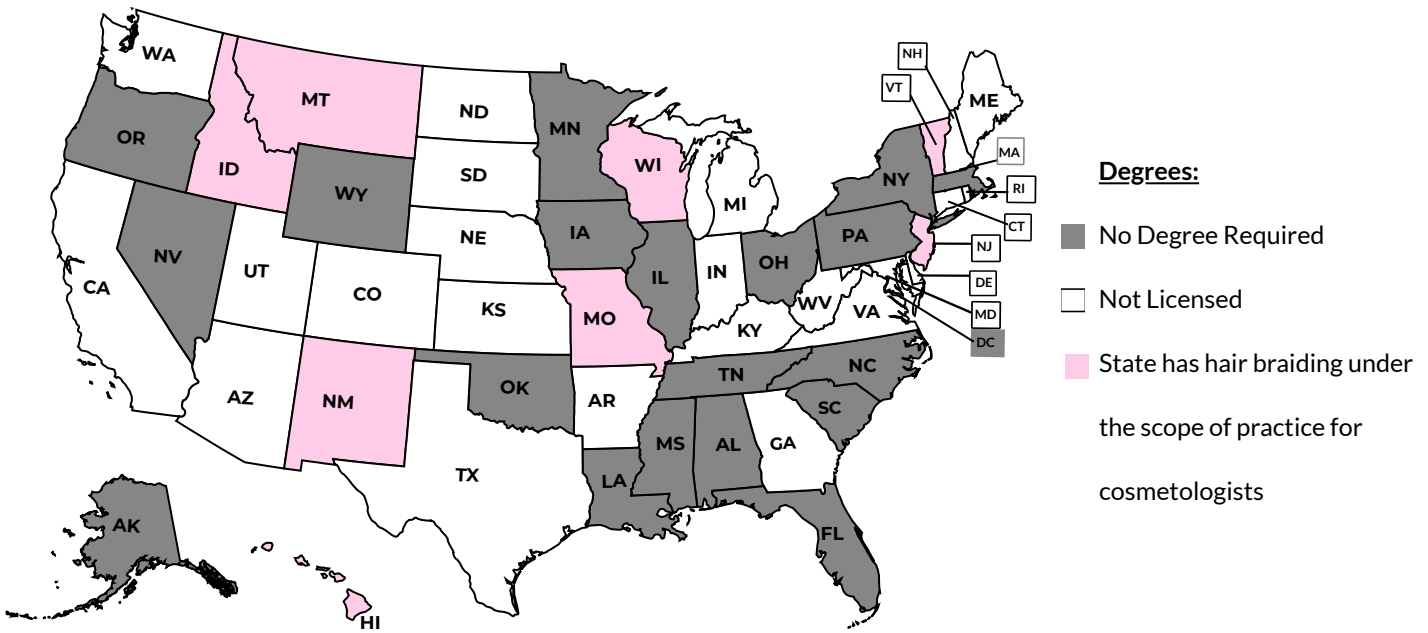 WA
MT
ND
MN
ME
NH
VT
OR
ID
WY
SD
WI
MI
NY
MA
RI
CT
NV
UT
CO
NE
IA
IL
IN
OH
PA
NJ
DE
MD
DC
CA
KS
MO
KY
WV
VA
AZ
NM
OK
AR
TN
NC
SC
TX
LA
MS
AL
GA
FL
AK
HI
Degrees:
No Degree Required
Not Licensed
State has hair braiding under
the scope of practice for
cosmetologists